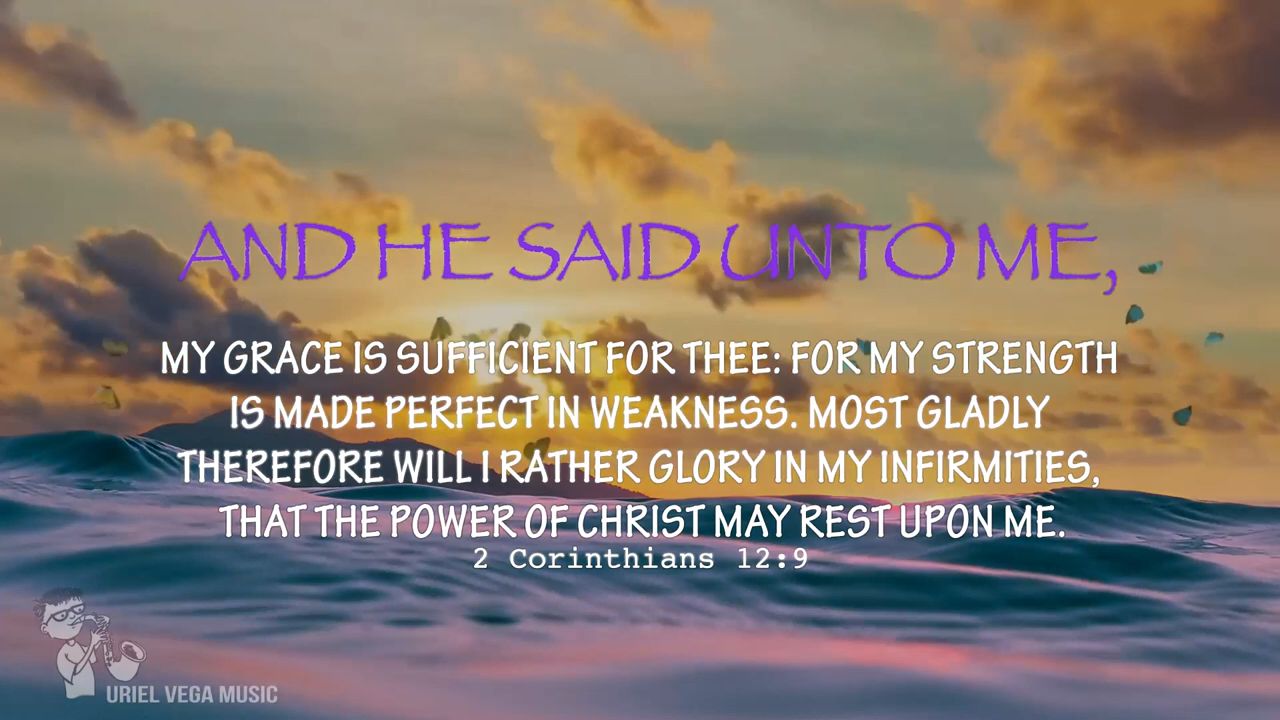 AND HE SAID UNTO ME,
MY GRACE IS SUFFICIENT FOR THEE: FOR MY STRENGTH
IS MADE PERFECT IN WEAKNESS. MOST GLADLY
THEREFORE WILL I RATHER GLORY IN MY INFIRMITIES,
THAT THE POWER OF CHRIST MAY REST UPON ME.
2 Corinthians 12:9
URIEL VEGA MUSIC